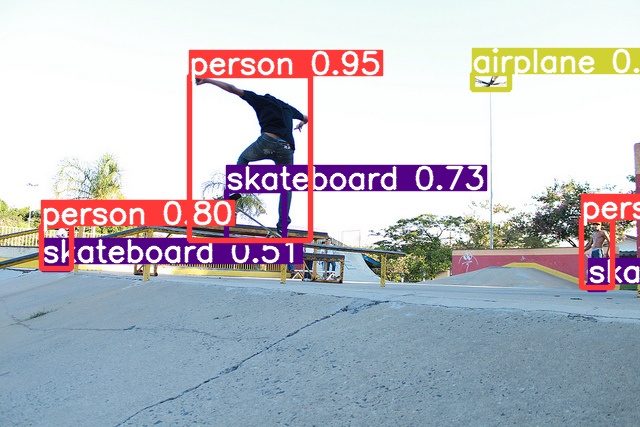 person 0.95
airplane 0.
skateboard 0.73
person 0.80
pers
skateboard 0.51
ska